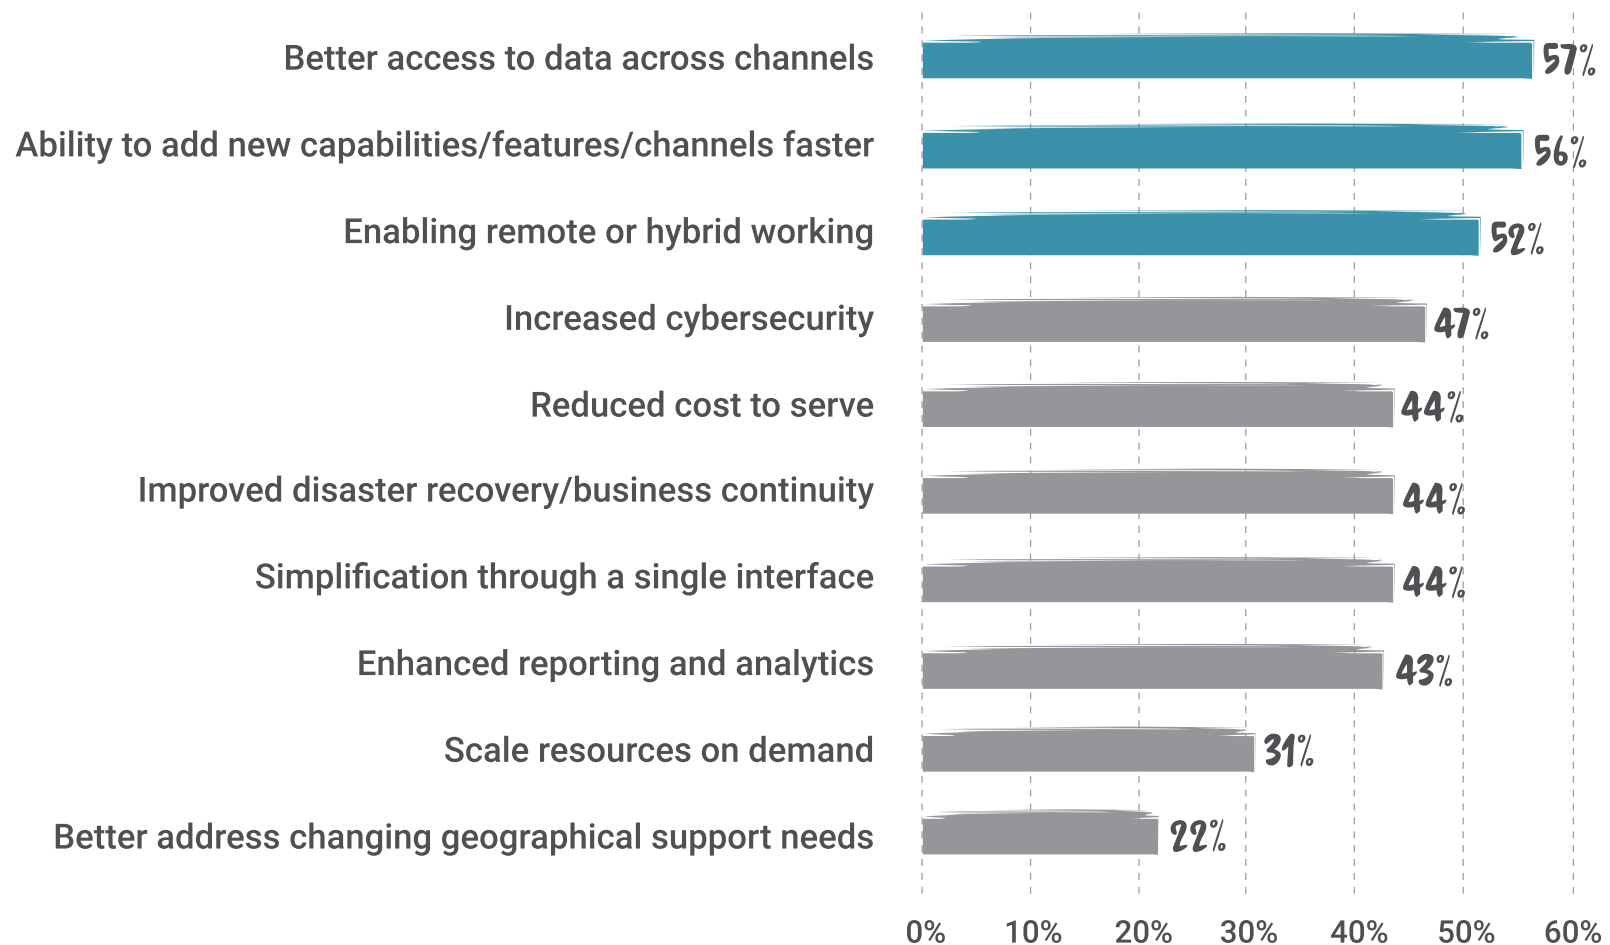 Better access to data across channels 57%
Ability to add new capabilities/features/channels faster 56%
Enabling remote or hybrid working 52%
Increased cybersecurity 47%
Reduced cost to serve 44%
Improved disaster recovery/business continuity 44%
Simplification through a single interface 44%
Enhanced reporting and analytics 43%
Scale resources on demand 31%
Better address changing geographical support needs 22%
0% 10% 20% 30% 40% 50% 60%